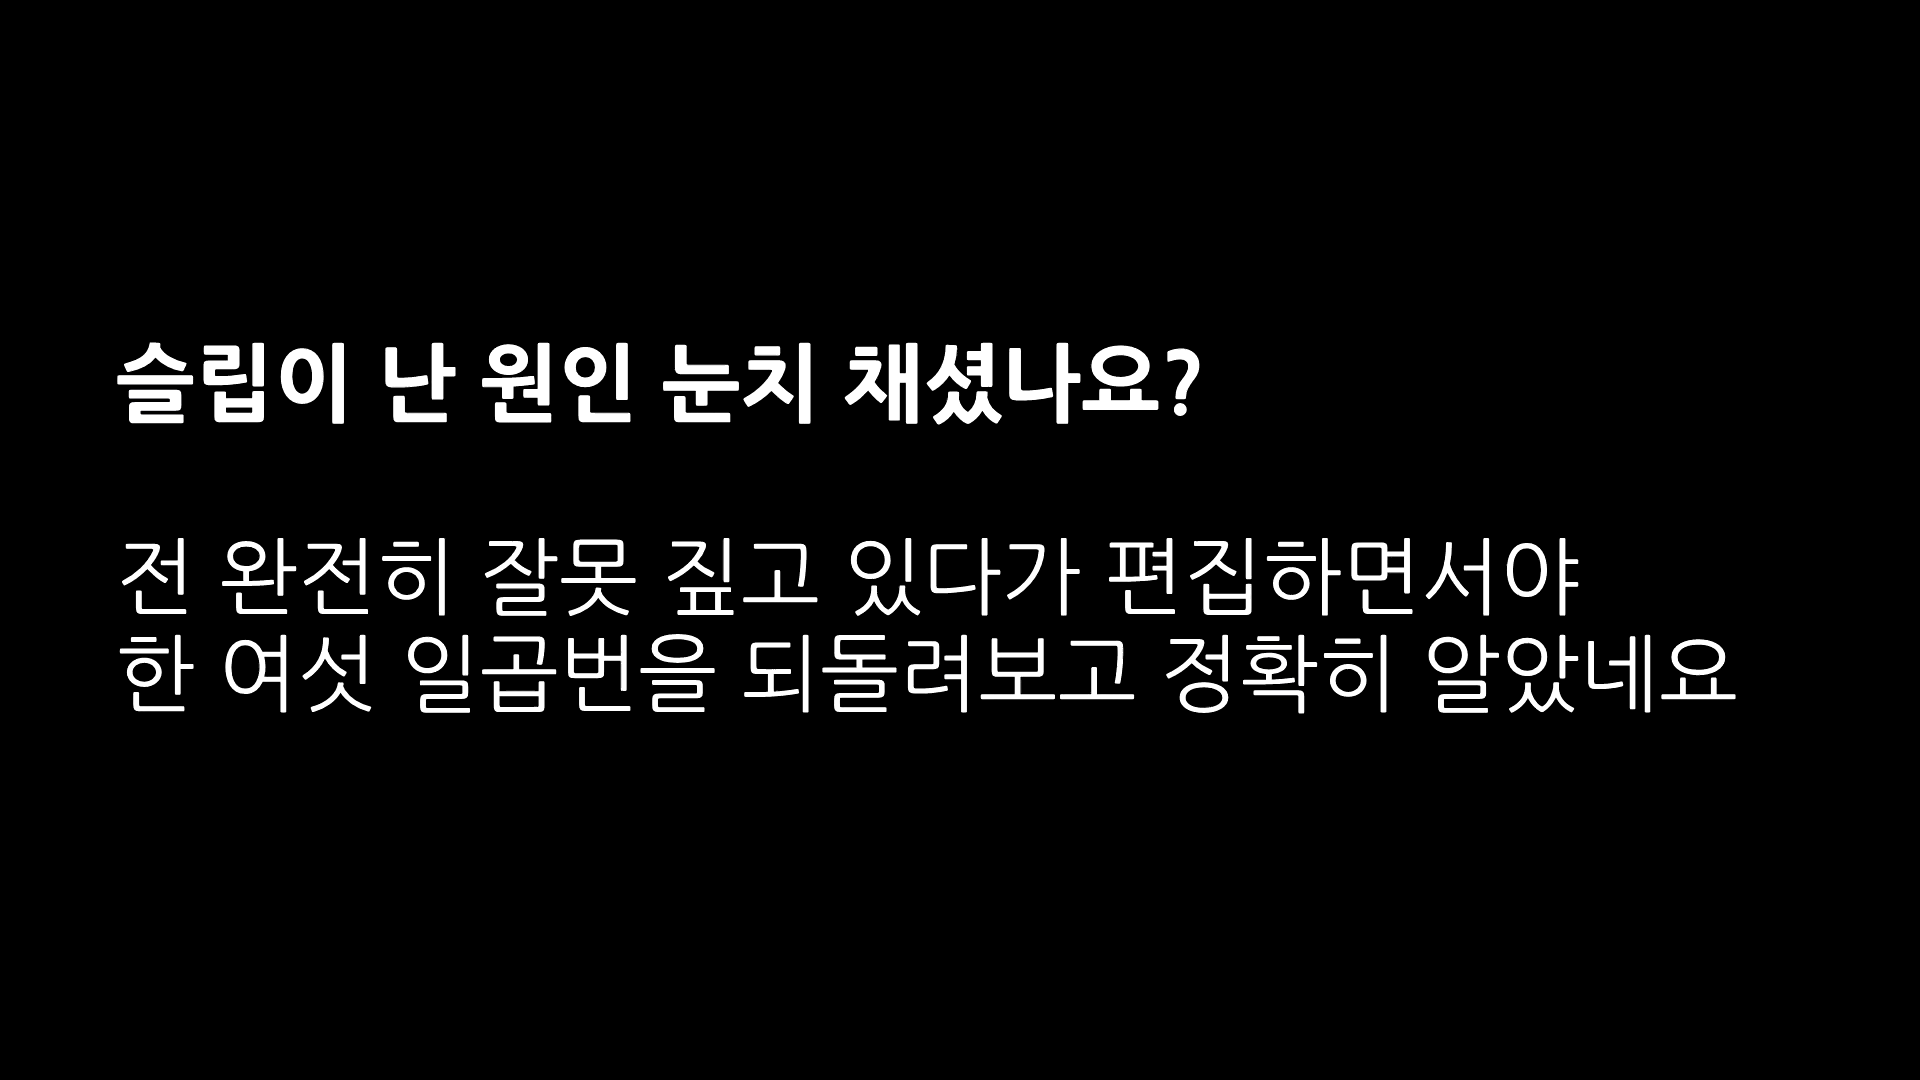 슬립이 난 원인 눈치 채셨나요?
전 완전히 잘못 짚고 있다가 편집하면서야
한 여섯 일곱번을 되돌려보고 정확히 알았네요